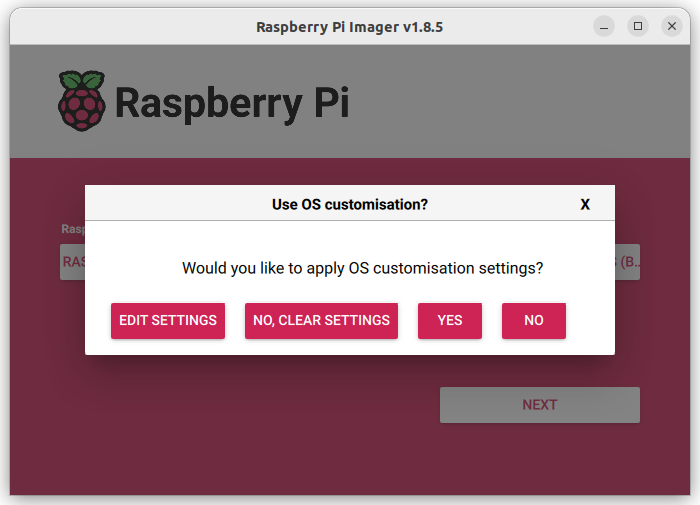 Raspberry Pi Imager v1.8.5
Raspberry Pi
Use OS customisation?
X
Rasp
Would you like to apply OS customisation settings?
RAS
(B...
EDIT SETTINGS
NO, CLEAR SETTINGS
YES
NO
NEXT